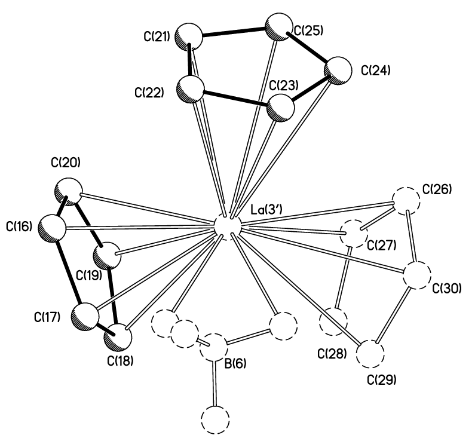 C(21)
C(25)
C(22)
C(23)
C(24)
C(20)
C(16)
C(19)
C(17)
C(18)
La(3')
C(26)
C(27)
C(30)
C(28)
C(29)
B(6)